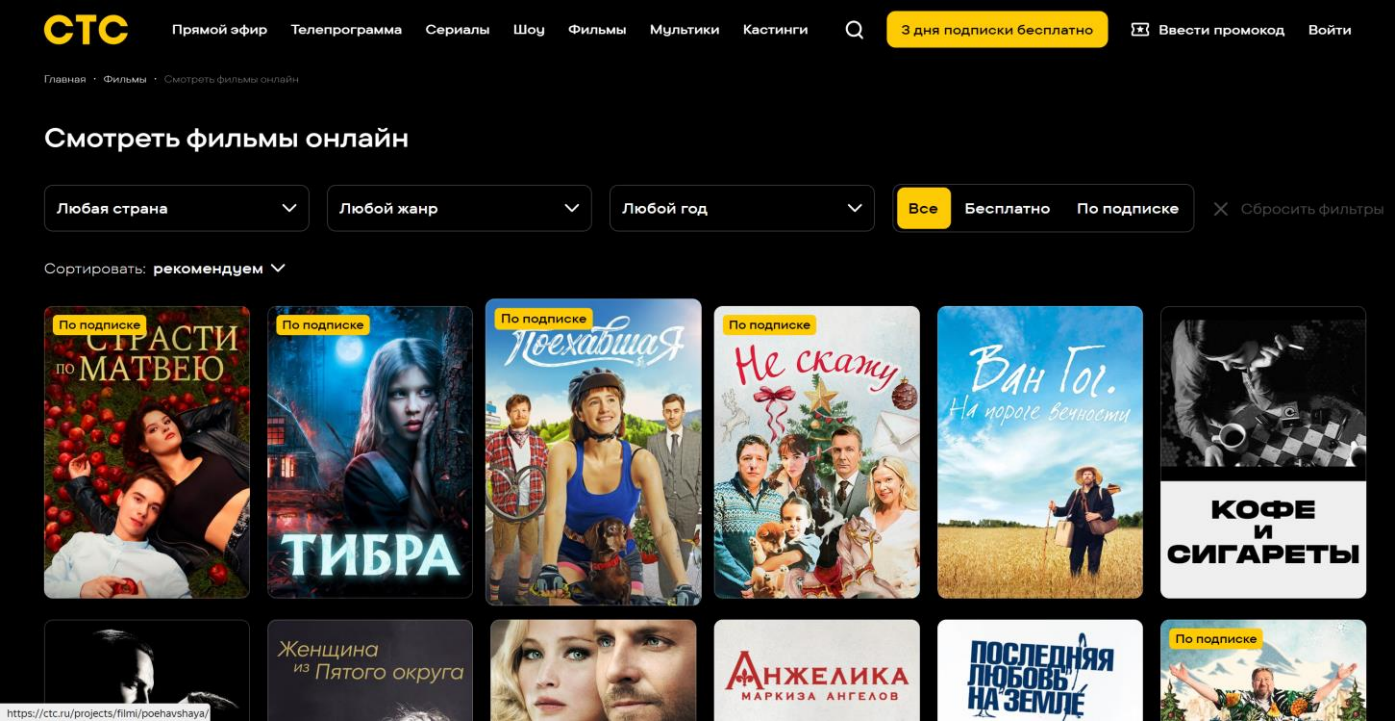 СТС
Прямой эфир Телепрограмма Сериалы Шоу Фильмы Мультики Кастинги 3 дня подписки бесплатно Ввести промокод Войти
Главная · Фильмы · Смотреть фильмы онлайн
Смотреть фильмы онлайн
Любая страна Любой жанр Любой год Все Бесплатно По подписке Сбросить фильтры
Сортировать: рекомендуем
По подписке
СТРАСТИ
ПО МАТВЕЮ
По подписке
ТИБРА
По подписке
Поехавшая
По подписке
Не скажу
Ван Гог.
На пороге вечности
КОФЕ
И
СИГАРЕТЫ
Женщина
из Пятого округа
АНЖЕЛИКА
МАРКИЗА АНГЕЛОВ
ПОСЛЕДНЯЯ
ЛЮБОВЬ
НА ЗЕМЛЕ
По подписке
https://ctc.ru/projects/filmi/poehavshaya/